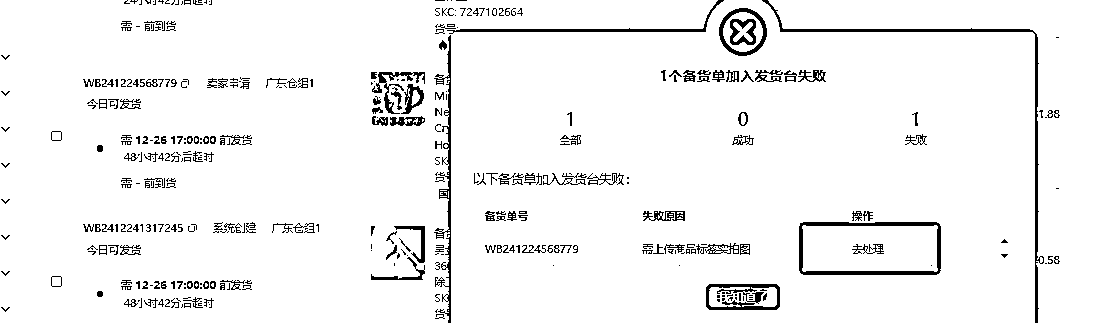 24小时42分后超时
需 - 前到货
SKC: 7247102664
货号:
WB241224568779 卖家申请 广东仓组1
今日可发货
需 12-26 17:00:00 前发货
48小时42分后超时
需 - 前到货
WB2412241317245 系统创建 广东仓组1
今日可发货
需 12-26 17:00:00 前发货
48小时42分后超时
1个备货单加入发货台失败
1 0 1
全部 成功 失败
以下备货单加入发货台失败：
备货单号 失败原因 操作
WB241224568779 需上传商品标签实拍图 去处理
我知道了